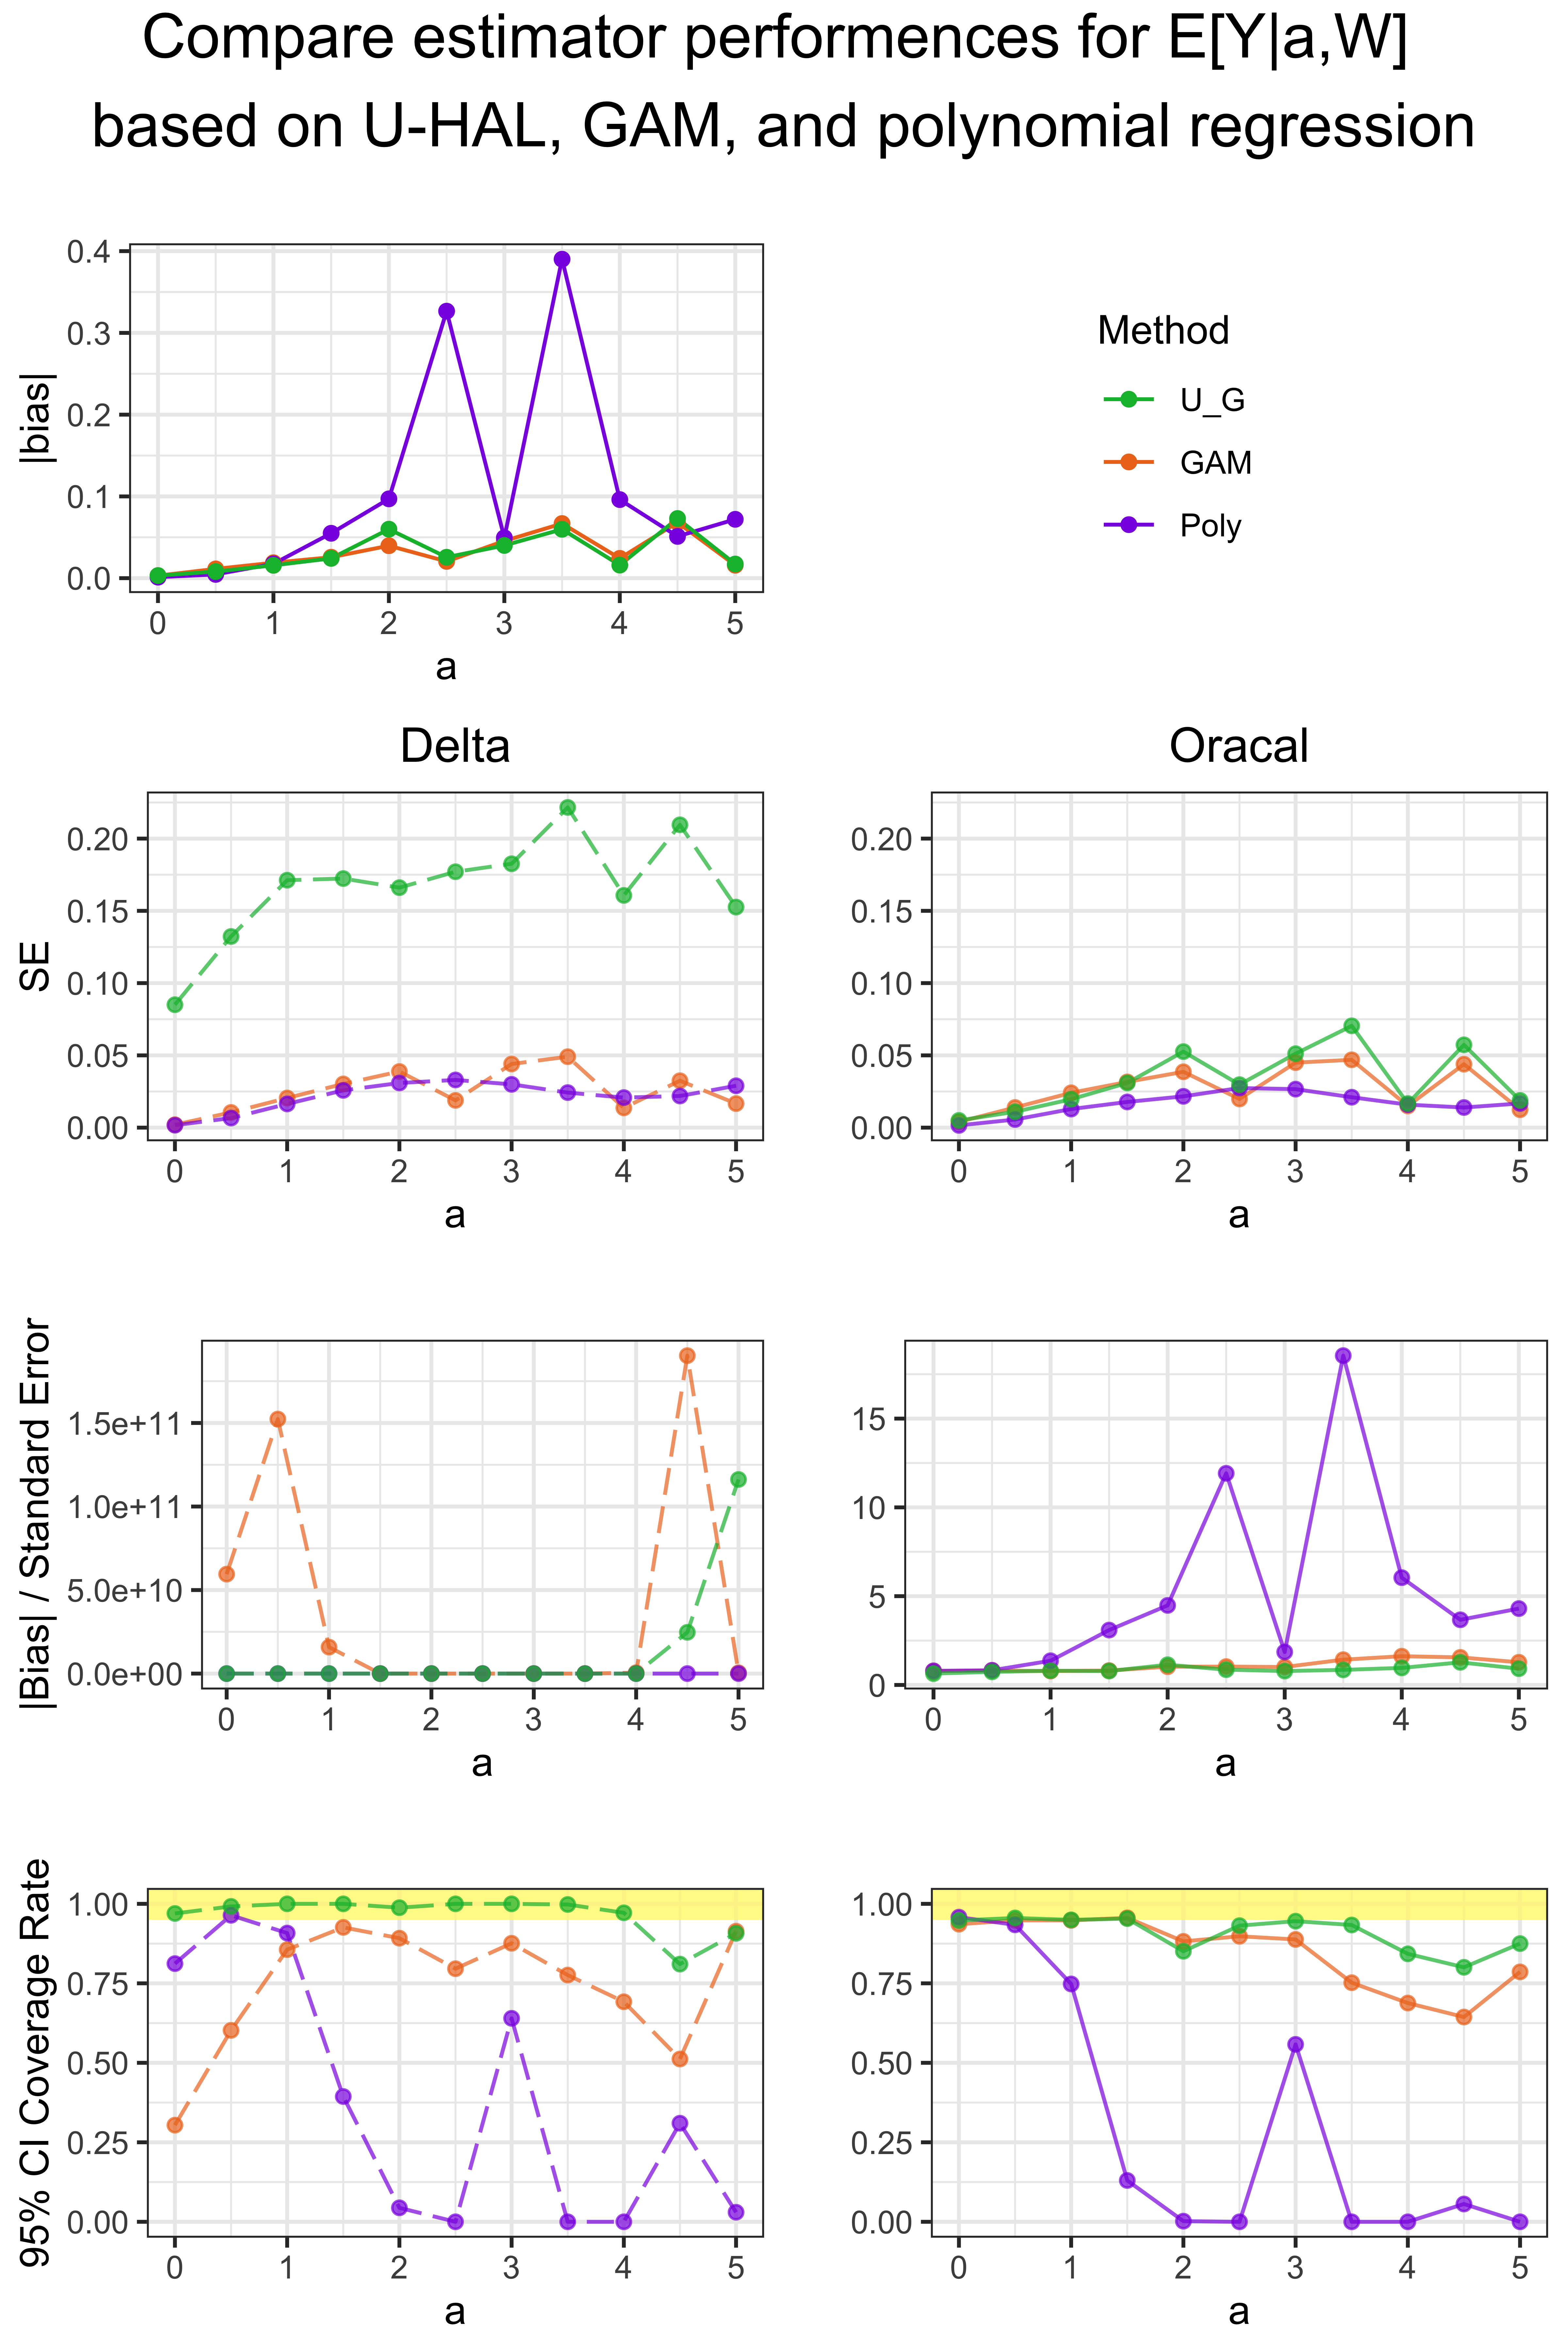 Compare estimator performences for E[Y|a,W]
based on U-HAL, GAM, and polynomial regression
|bias|
0.4
0.3
0.2
0.1
0.0
0 1 2 3 4 5
a
Method
U_G
GAM
Poly
Delta
SE
0.20
0.15
0.10
0.05
0.00
0 1 2 3 4 5
a
Oracal
0.20
0.15
0.10
0.05
0.00
0 1 2 3 4 5
a
|Bias| / Standard Error
1.5e+11
1.0e+11
5.0e+10
0.0e+00
0 1 2 3 4 5
a
15
10
5
0
0 1 2 3 4 5
a
95% CI Coverage Rate
1.00
0.75
0.50
0.25
0.00
0 1 2 3 4 5
a
1.00
0.75
0.50
0.25
0.00
0 1 2 3 4 5
a